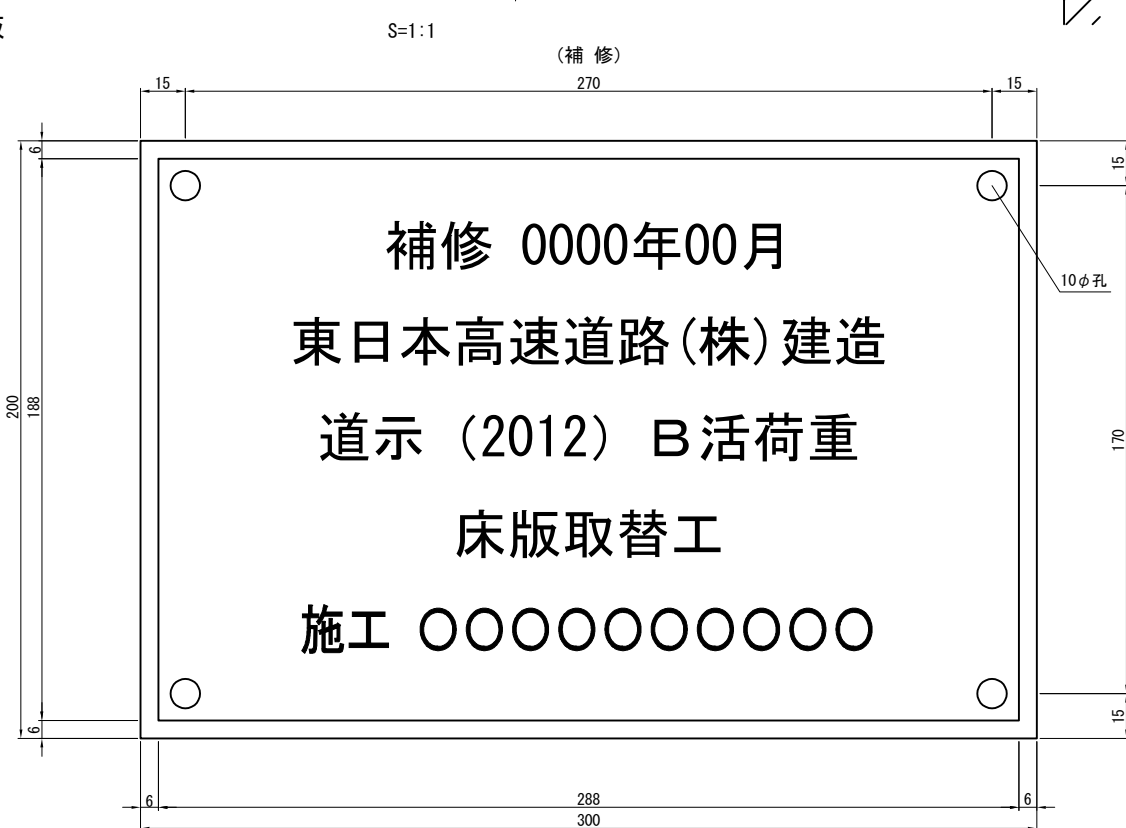 S=1:1
(補 修)
15 270 15
6
15
補修 0000年00月
10φ孔
東日本高速道路(株)建造
200 188
道示 (2012) B活荷重
170
床版取替工
施工 〇〇〇〇〇〇〇〇〇〇
6
15
6 288 6
300